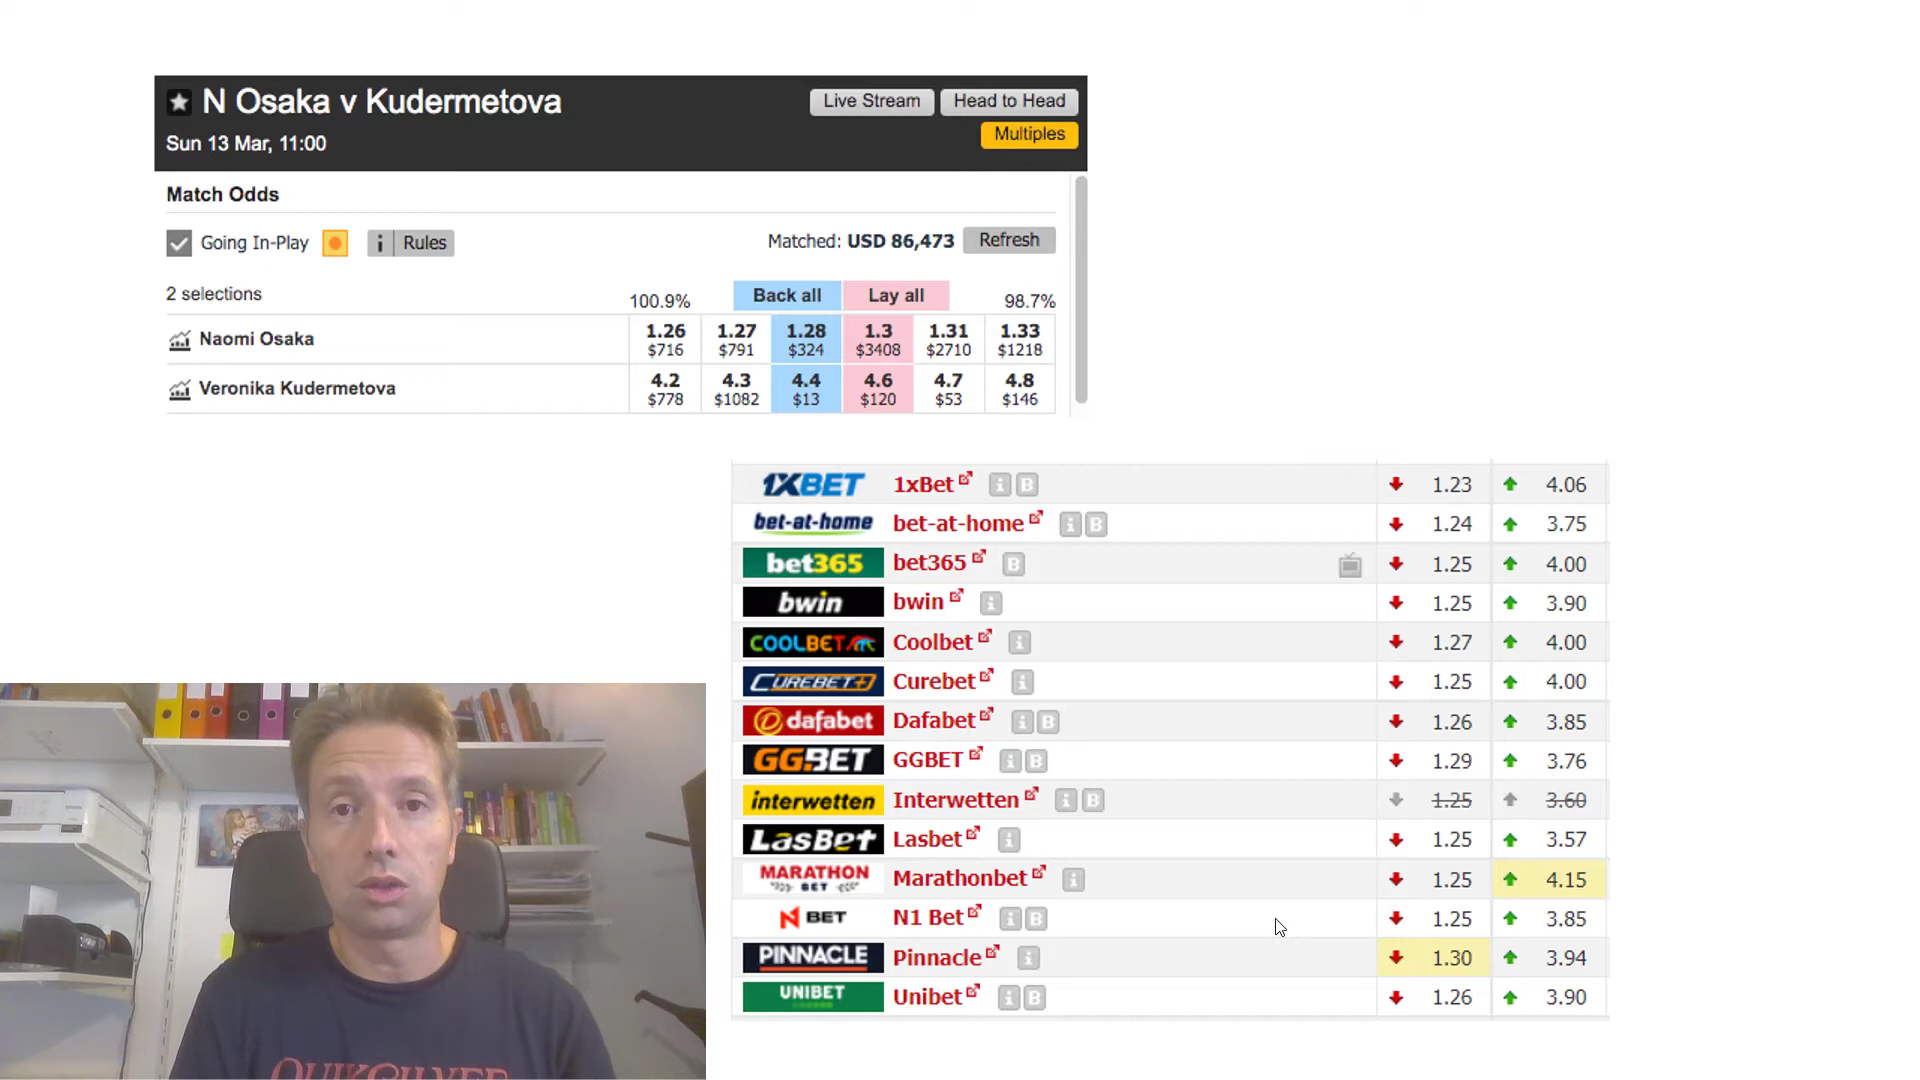 N Osaka v Kudermetova
Live Stream
Head to Head
Multiples
Sun 13 Mar, 11:00
Match Odds
Going In-Play
i Rules
Matched: USD 86,473
Refresh
2 selections 100.9% Back all Lay all 98.7%
Naomi Osaka 1.26 1.27 1.28 1.3 1.31 1.33
$716 $791 $324 $3408 $2710 $1218
Veronika Kudermetova 4.2 4.3 4.4 4.6 4.7 4.8
$778 $1082 $13 $120 $53 $146
1XBET 1xBet i B 1.23 4.06
bet-at-home bet-at-home i B 1.24 3.75
bet365 bet365 B 1.25 4.00
bwin bwin i 1.25 3.90
COOLBET Coolbet i 1.27 4.00
CUREBET Curebet i 1.25 4.00
dafabet Dafabet i B 1.26 3.85
GG.BET GGBET i B 1.29 3.76
interwetten Interwetten i B 1.25 3.60
LASBET Lasbet i 1.25 3.57
MARATHON BET Marathonbet i 1.25 4.15
N BET N1 Bet i B 1.25 3.85
PINNACLE Pinnacle i 1.30 3.94
UNIBET Unibet i B 1.26 3.90
QUIKSILVER